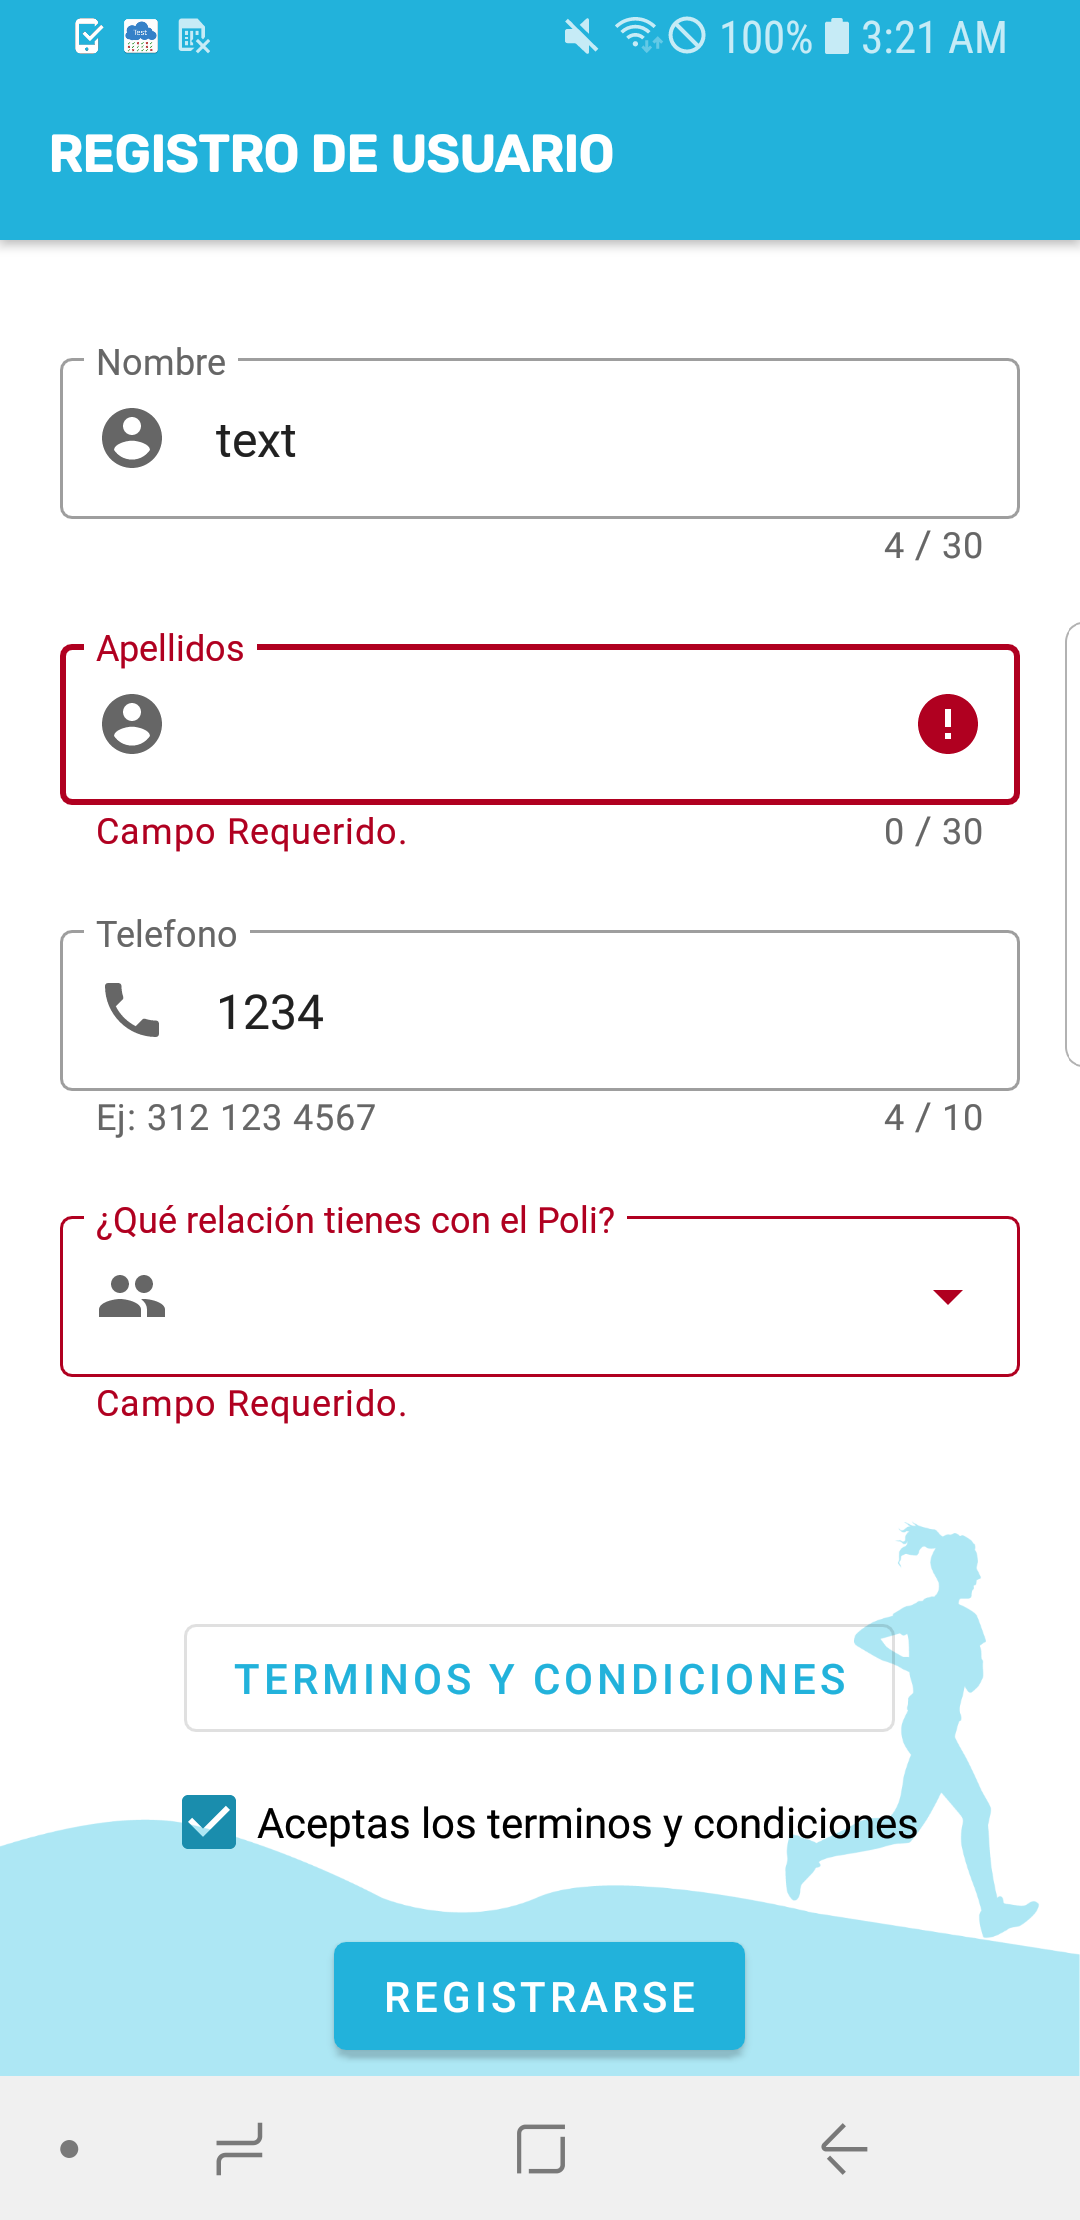 Test
100% 3:21 AM
REGISTRO DE USUARIO
Nombre
text
4 / 30
Apellidos
Campo Requerido.
0 / 30
Telefono
1234
Ej: 312 123 4567
4 / 10
¿Qué relación tienes con el Poli?
Campo Requerido.
TERMINOS Y CONDICIONES
Aceptas los terminos y condiciones
REGISTRARSE